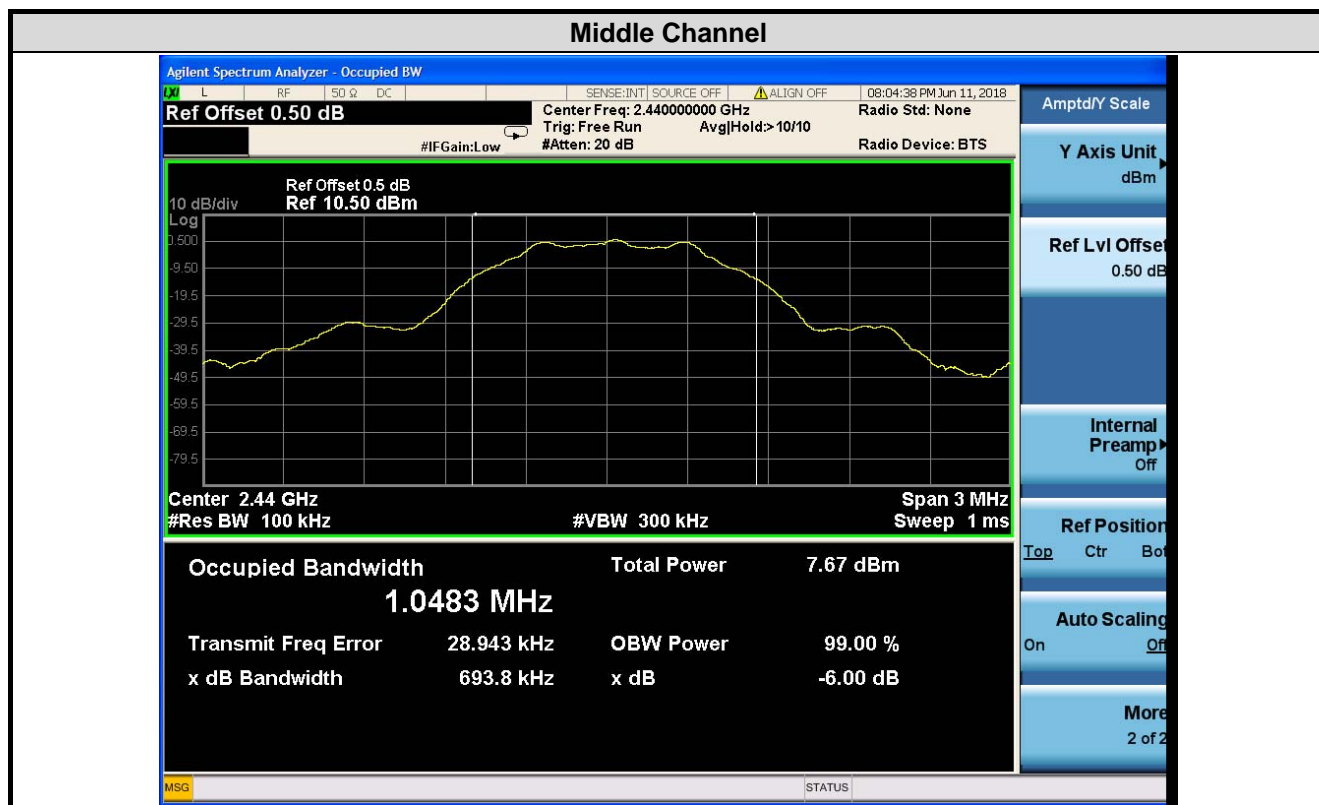 Middle Channel
Agilent Spectrum Analyzer - Occupied BW
LXI L RF 50 Ω DC SENSE:INT SOURCE OFF ALIGN OFF 08:04:38 PM Jun 11, 2018
Ref Offset 0.50 dB
Center Freq: 2.440000000 GHz
Radio Std: None
Trig: Free Run Avg|Hold:> 10/10
#IFGain:Low
#Atten: 20 dB
Radio Device: BTS
Ref Offset 0.5 dB
10 dB/div Ref 10.50 dBm
Log
0.500
-9.50
-19.5
-29.5
-39.5
-49.5
-59.5
-69.5
-79.5
Center 2.44 GHz Span 3 MHz
#Res BW 100 kHz #VBW 300 kHz Sweep 1 ms
Occupied Bandwidth Total Power 7.67 dBm
1.0483 MHz
Transmit Freq Error 28.943 kHz OBW Power 99.00 %
x dB Bandwidth 693.8 kHz x dB -6.00 dB
MSG STATUS
Amptd/Y Scale
Y Axis Unit
dBm
Ref Lvl Offset
0.50 dB
Internal
Preamp
Off
Ref Position
Top Ctr Bot
Auto Scaling
On Off
More
2 of 2